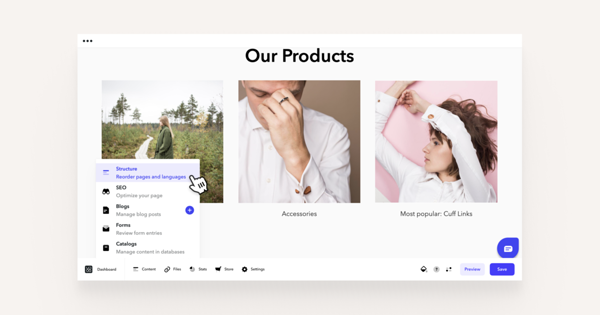 Our Products
Structure
Reorder pages and languages
SEO
Optimize your page
Blogs
Manage blog posts
Forms
Review form entries
Catalogs
Manage content in databases
Accessories
Most popular: Cuff Links
Dashboard
Content
Files
Stats
Store
Settings
Preview
Save